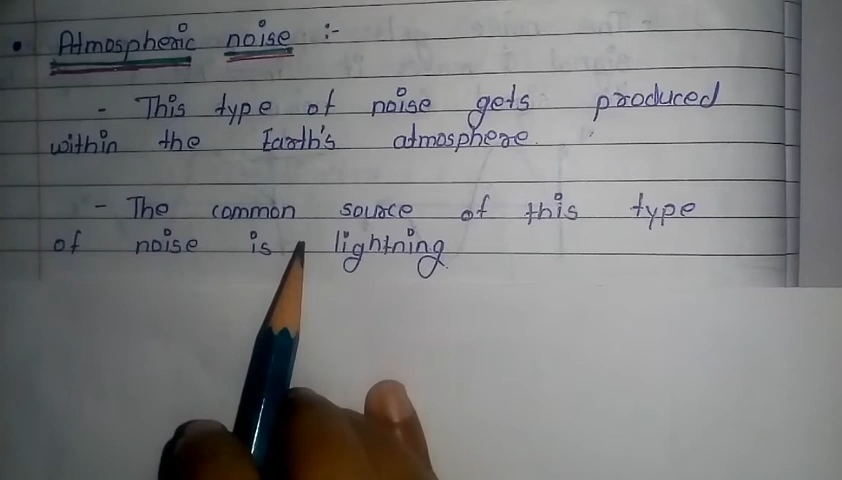 • Atmospheric noise :-
- This type of noise gets produced
within the Earth's atmosphere.
- The common source of this type
of noise is lightning.